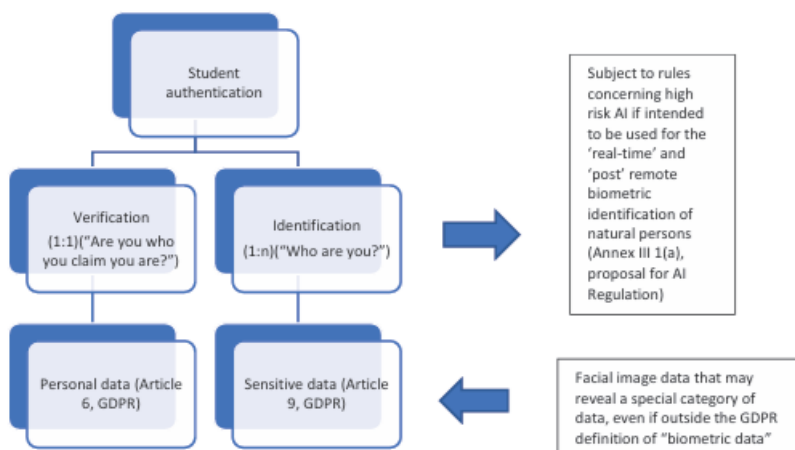 Student
authentication
Subject to rules
concerning high
risk AI if intended
to be used for the
‘real-time’ and
‘post’ remote
biometric
identification of
natural persons
(Annex III 1(a),
proposal for AI
Regulation)
Verification
(1:1)(“Are you who
you claim you are?”)
Identification
(1:n)(“Who are you?”)
Personal data (Article
6, GDPR)
Sensitive data (Article
9, GDPR)
Facial image data that may
reveal a special category of
data, even if outside the GDPR
definition of “biometric data”